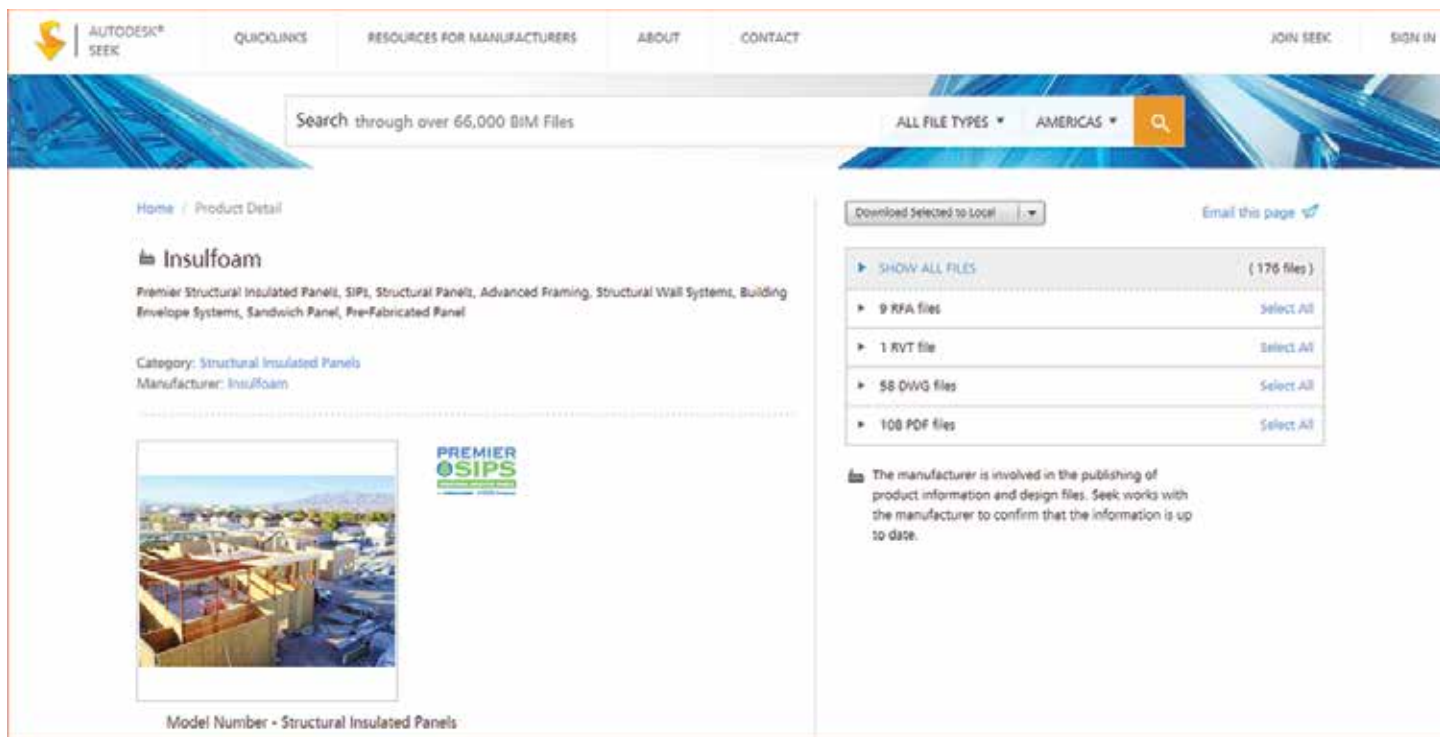 AUTODESK®
SEEK
QUICKLINKS
RESOURCES FOR MANUFACTURERS
ABOUT
CONTACT
JOIN SEEK
SIGN IN
Search through over 66,000 BIM Files
ALL FILE TYPES
AMERICAS
Home / Product Detail
Insulfoam
Premier Structural Insulated Panels, SIPs, Structural Panels, Advanced Framing, Structural Wall Systems, Building
Envelope Systems, Sandwich Panel, Pre-Fabricated Panel
Category: Structural Insulated Panels
Manufacturer: Insulfoam
PREMIER
SIPS
Model Number - Structural Insulated Panels
Download Selected to Local
Email this page
SHOW ALL FILES (176 files)
9 RFA files Select All
1 RVT file Select All
58 DWG files Select All
108 PDF files Select All
The manufacturer is involved in the publishing of
product information and design files. Seek works with
the manufacturer to confirm that the information is up
to date.